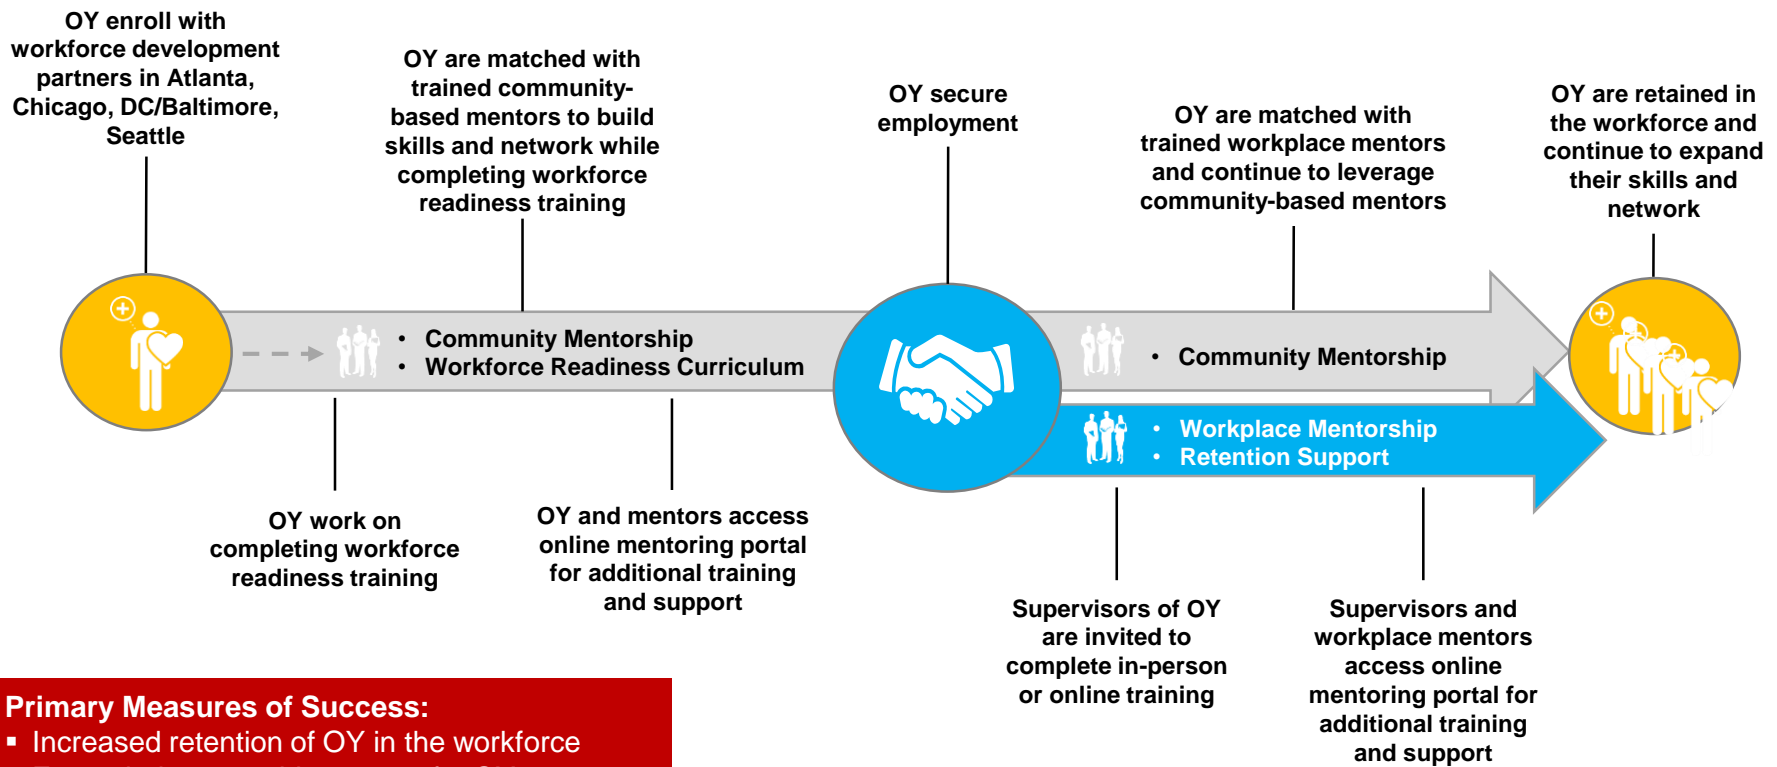 OY enroll with
workforce development
partners in Atlanta,
Chicago, DC/Baltimore,
Seattle
OY are matched with
trained community-
based mentors to build
skills and network while
completing workforce
readiness training
OY secure
employment
OY are matched with
trained workplace mentors
and continue to leverage
community-based mentors
OY are retained in
the workforce and
continue to expand
their skills and
network
• Community Mentorship
• Workforce Readiness Curriculum
• Community Mentorship
• Workplace Mentorship
• Retention Support
OY work on
completing workforce
readiness training
OY and mentors access
online mentoring portal
for additional training
and support
Supervisors of OY
are invited to
complete in-person
or online training
Supervisors and
workplace mentors
access online
mentoring portal for
additional training
and support
Primary Measures of Success:
▪ Increased retention of OY in the workforce